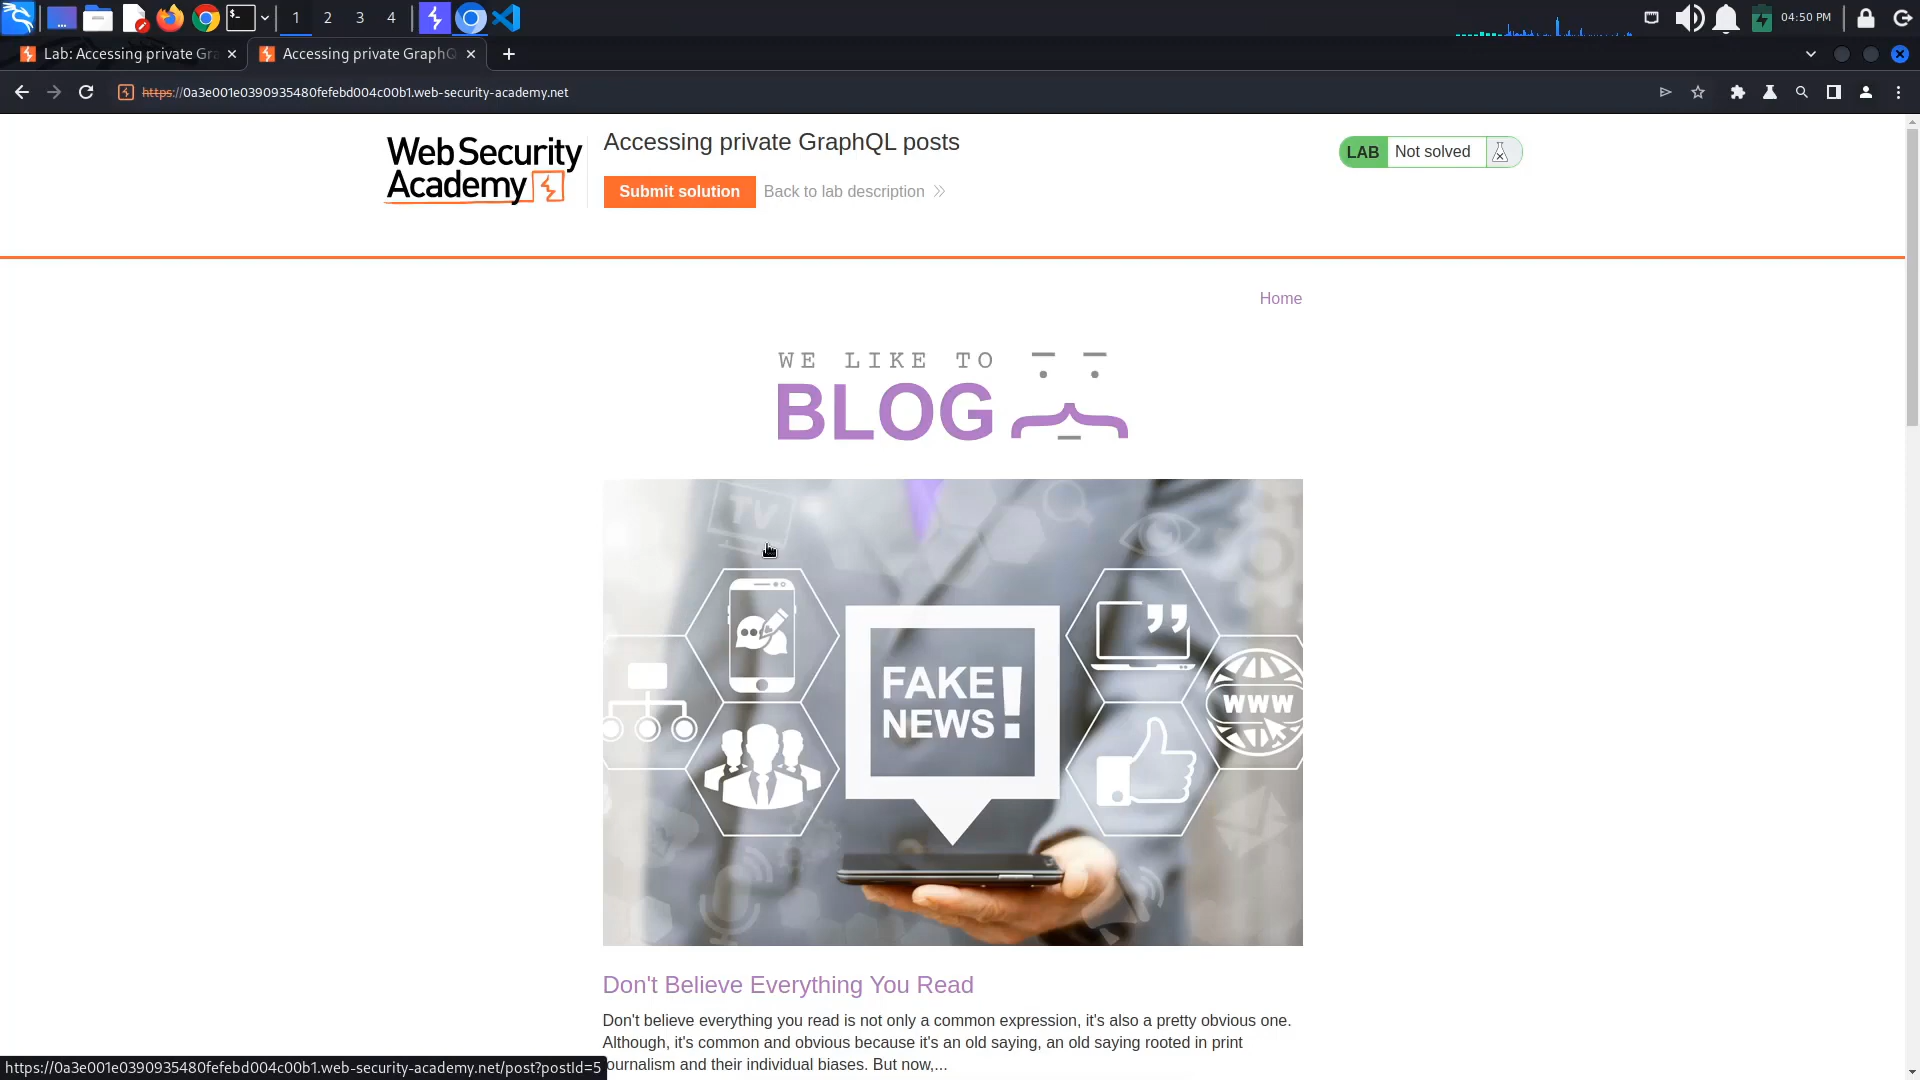 1 2 3 4
04:50 PM
Lab: Accessing private Gra
Accessing private GraphQ
https://0a3e001e0390935480fefebd004c00b1.web-security-academy.net
Web Security
Academy
Accessing private GraphQL posts
Submit solution
Back to lab description
LAB
Not solved
Home
WE LIKE TO
BLOG
TV
FAKE
NEWS!
WWW
Don't Believe Everything You Read
Don't believe everything you read is not only a common expression, it's also a pretty obvious one.
Although, it's common and obvious because it's an old saying, an old saying rooted in print
ournalism and their individual biases. But now,...
https://0a3e001e0390935480fefebd004c00b1.web-security-academy.net/post?postId=5